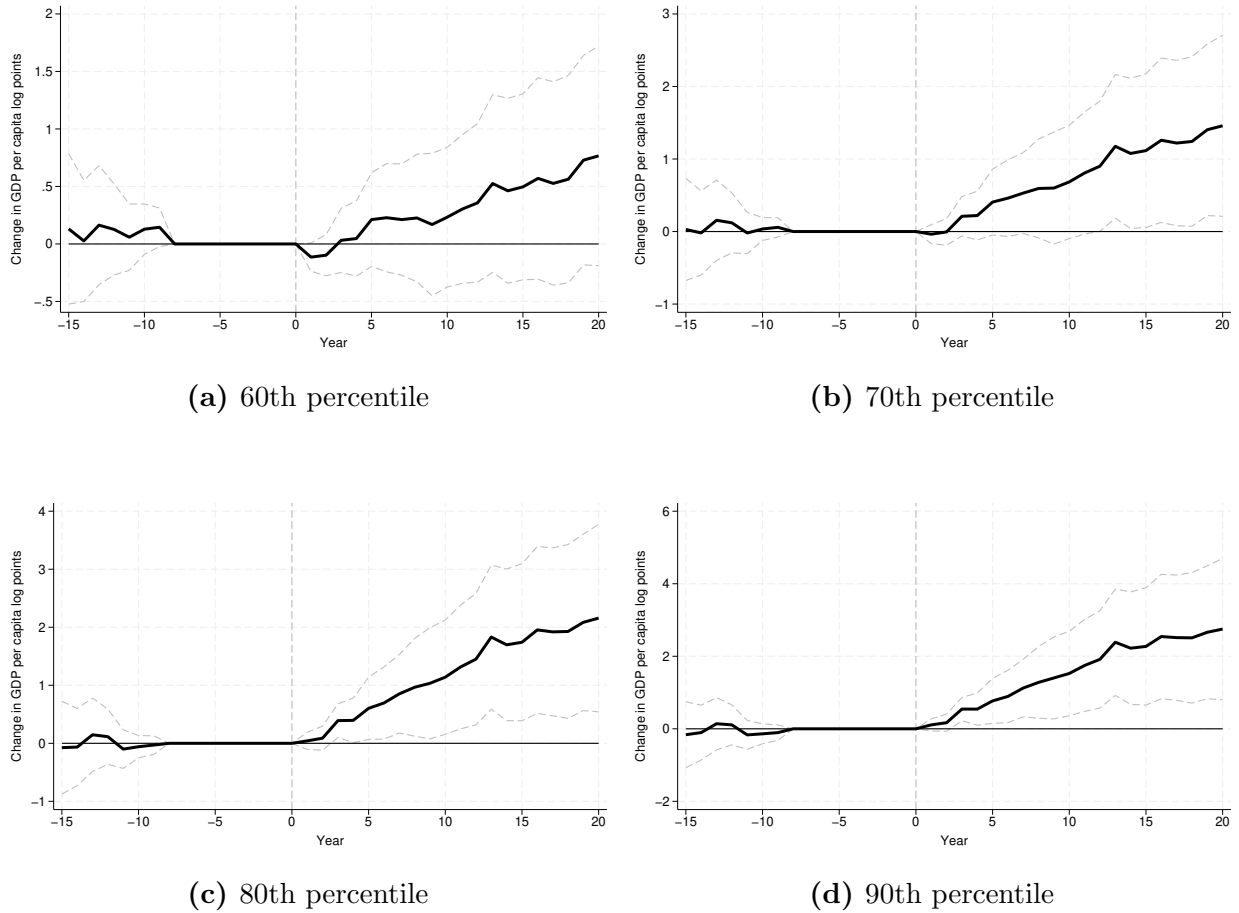 2
1.5
1
.5
0
−.5
Change in GDP per capita log points
−15 −10 −5 0 5 10 15 20
Year
(a) 60th percentile
3
2
1
0
−1
Change in GDP per capita log points
−15 −10 −5 0 5 10 15 20
Year
(b) 70th percentile
4
3
2
1
0
−1
Change in GDP per capita log points
−15 −10 −5 0 5 10 15 20
Year
(c) 80th percentile
6
4
2
0
−2
Change in GDP per capita log points
−15 −10 −5 0 5 10 15 20
Year
(d) 90th percentile